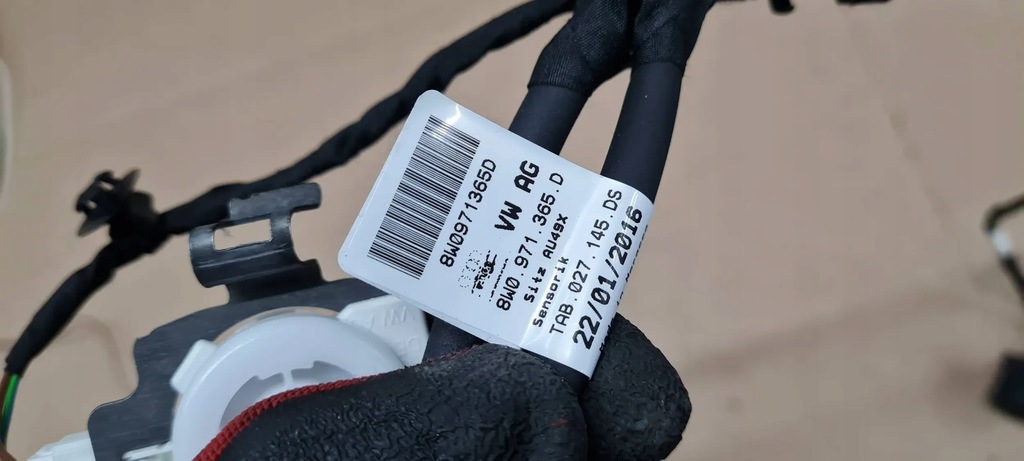 8W0971365D
VW AG
8W0.971.365.D
Sitz AU49X
Sensorik
TAB.027.145.DS
22/01/2016